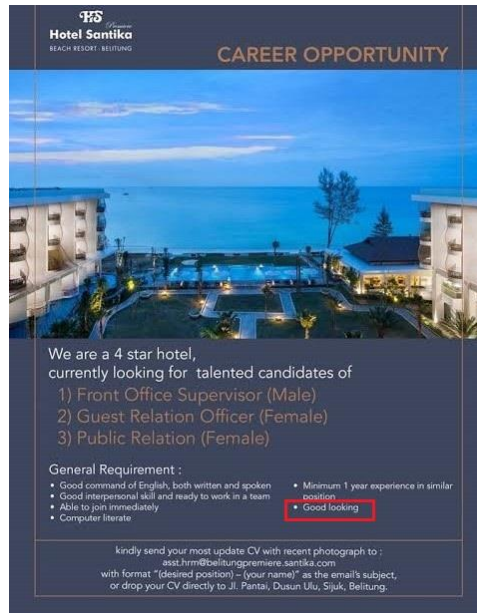 HS
Premiere
Hotel Santika
BEACH RESORT - BELITUNG
CAREER OPPORTUNITY
We are a 4 star hotel,
currently looking for talented candidates of
1) Front Office Supervisor (Male)
2) Guest Relation Officer (Female)
3) Public Relation (Female)
General Requirement :
• Good command of English, both written and spoken
• Good interpersonal skill and ready to work in a team
• Able to join immediately
• Computer literate
• Minimum 1 year experience in similar
position
• Good looking
kindly send your most update CV with recent photograph to :
asst.hrm@belitungpremiere.santika.com
with format "(desired position) – (your name)" as the email's subject,
or drop your CV directly to Jl. Pantai, Dusun Ulu, Sijuk, Belitung.